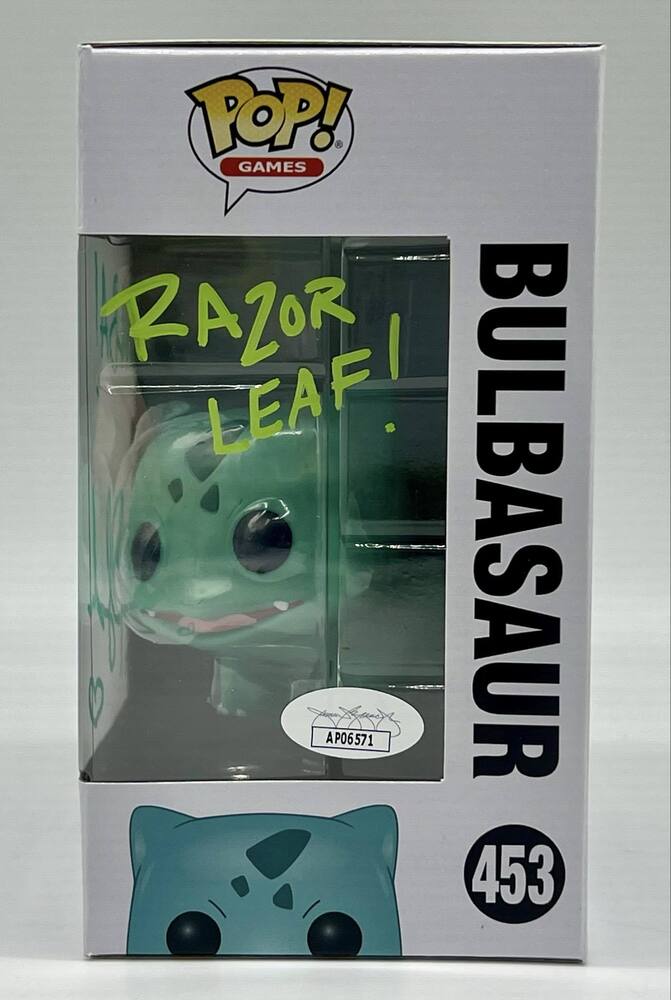 POP!
GAMES
RAZOR
LEAF!
AP06571
BULBASAUR
453